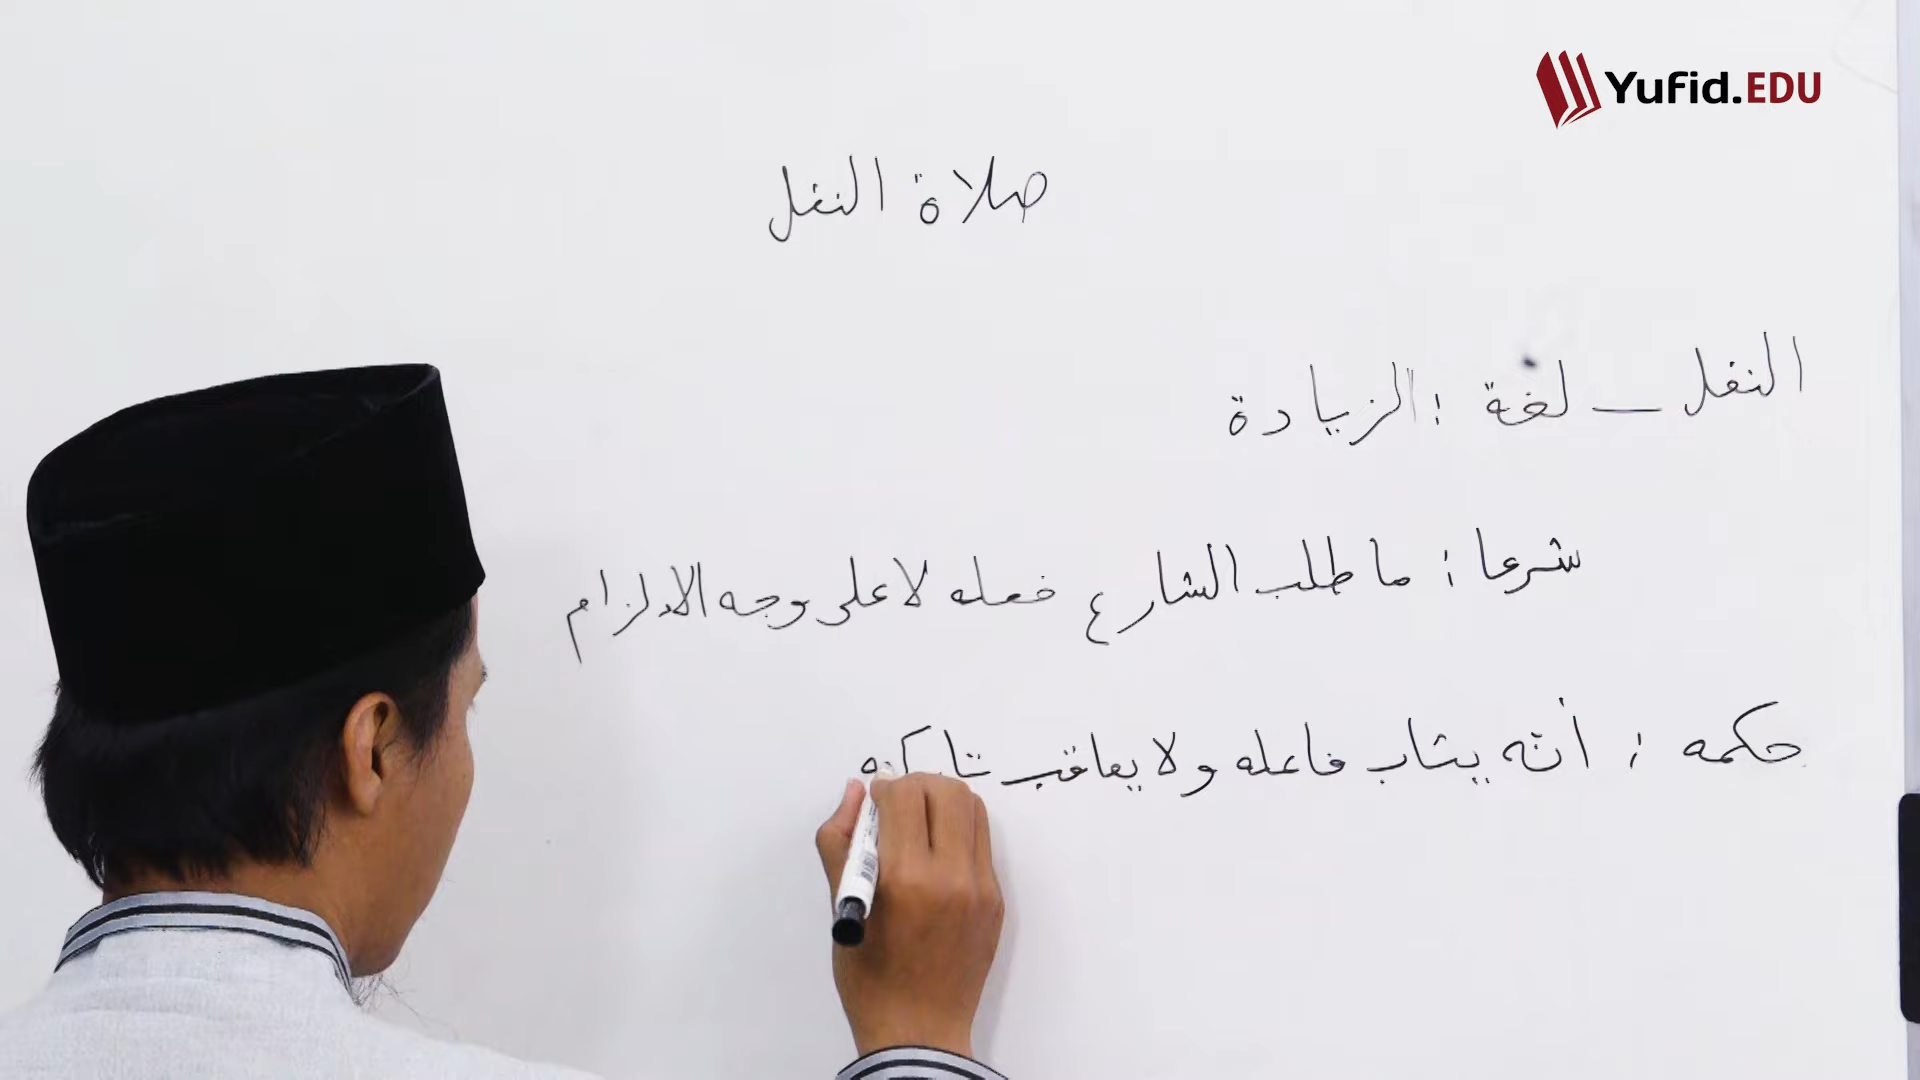 Yufid.EDU
صلاة النفل
النفل _ لغة : الزيادة
شرعا : ما طلب الشارع فعله لا على وجه الالزام
حكمه : أنه يثاب فاعله ولا يعاقب تاركه